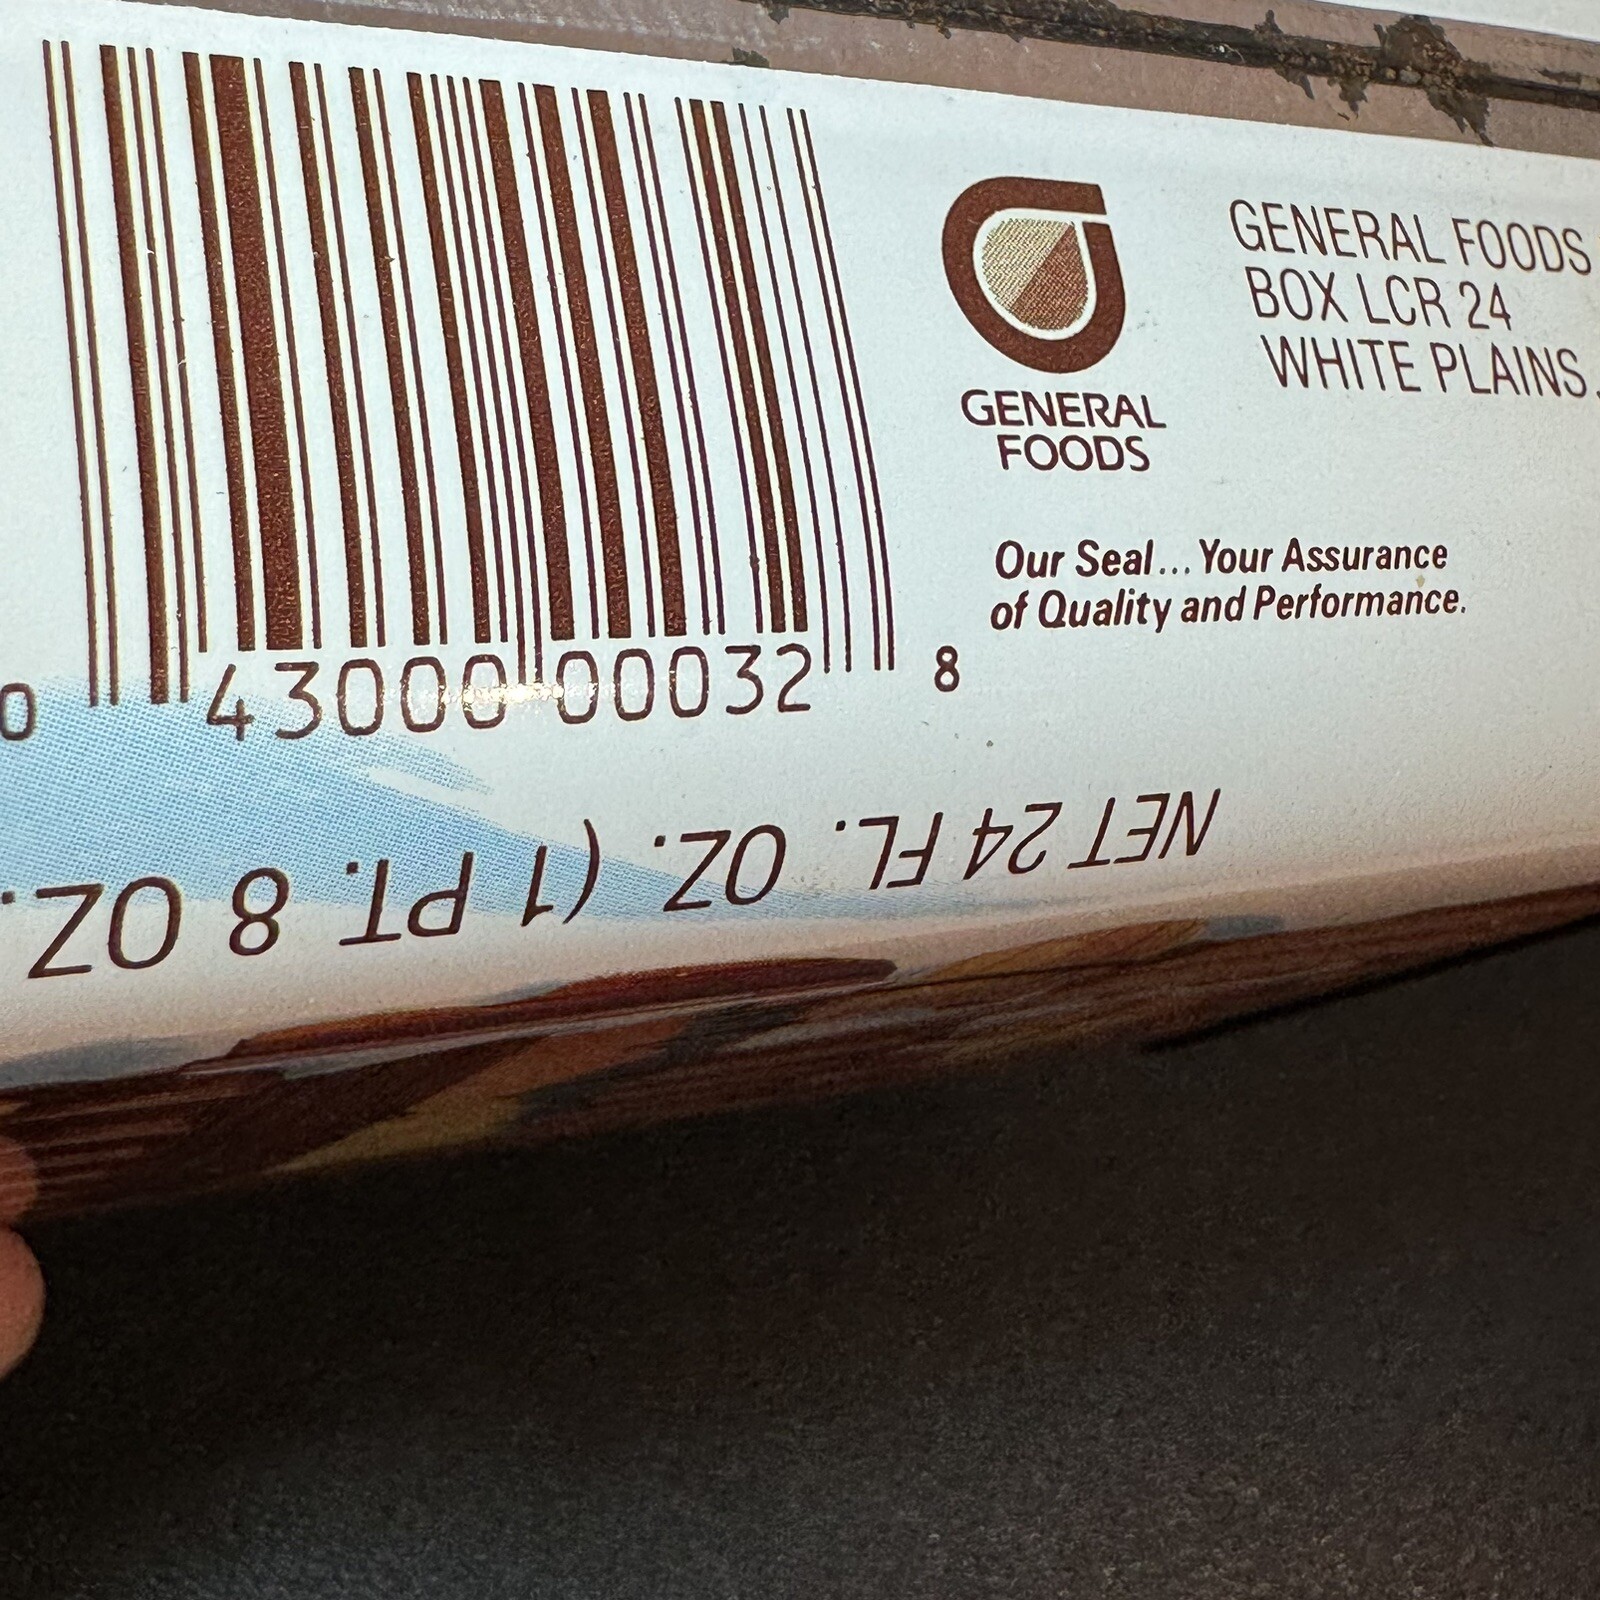 0 43000 00032 8
GENERAL
FOODS
GENERAL FOODS
BOX LCR 24
WHITE PLAINS
Our Seal... Your Assurance
of Quality and Performance.
NET 24 FL. OZ. (1 PT. 8 OZ.